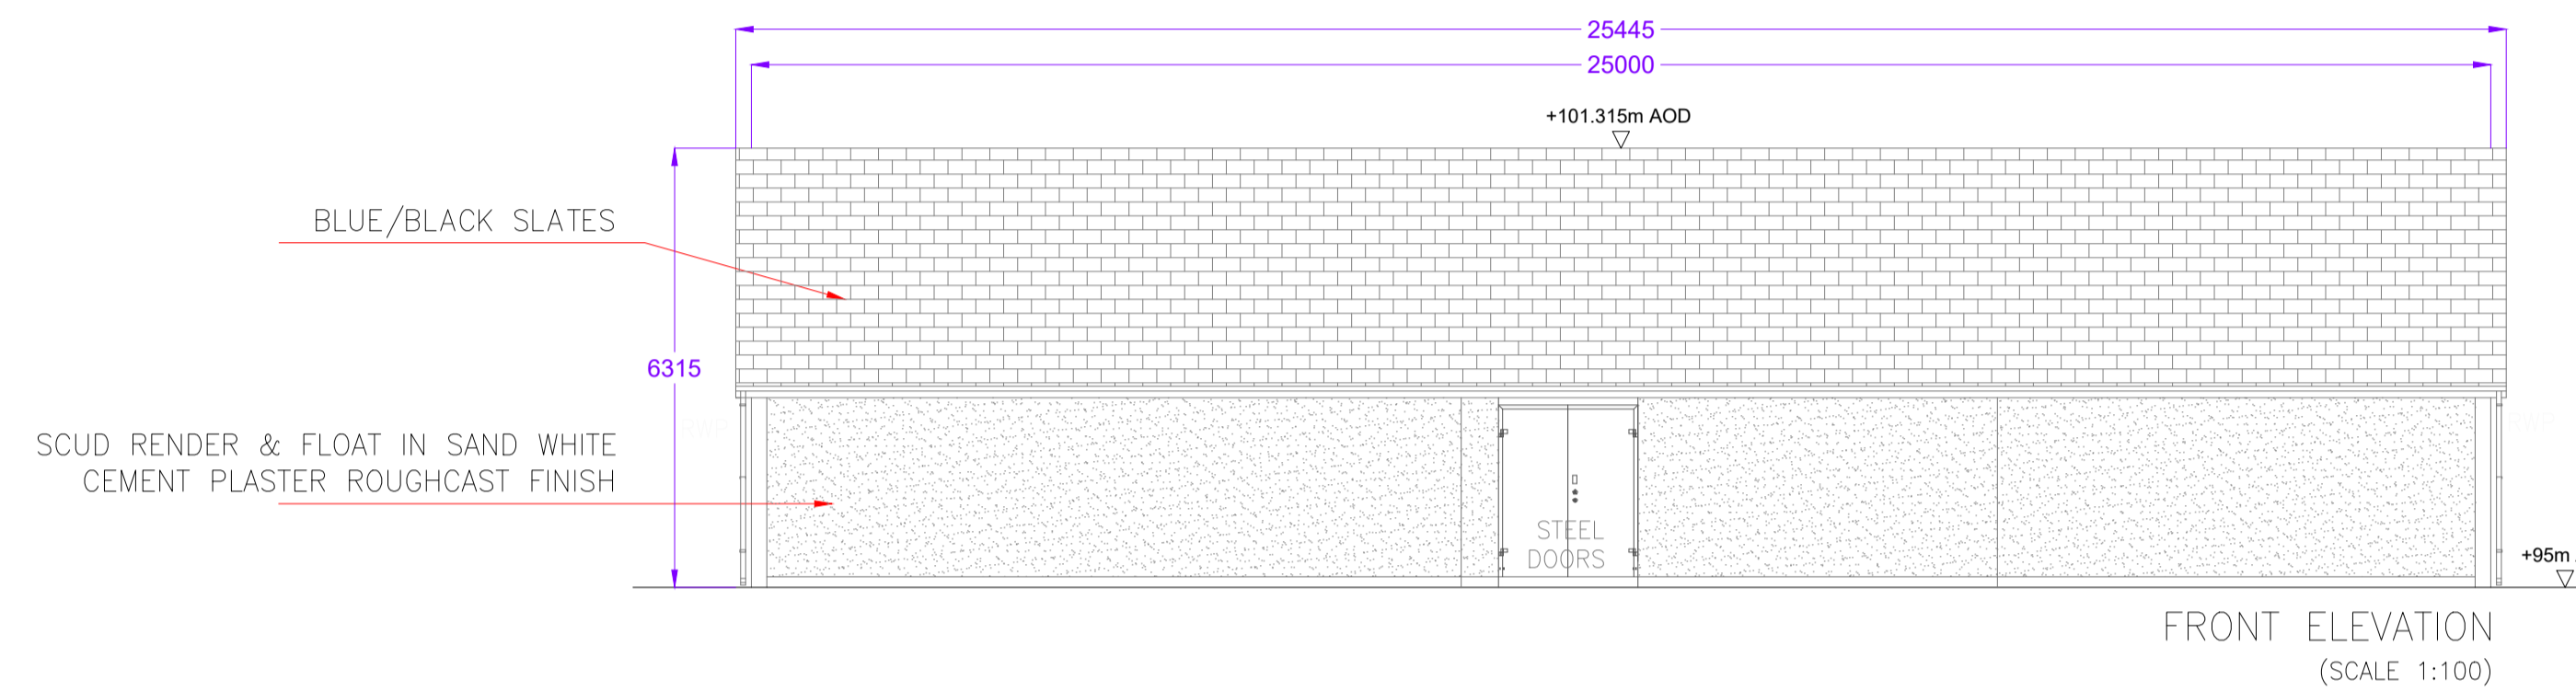 25445
25000
+101.315m AOD
BLUE/BLACK SLATES
6315
SCUD RENDER & FLOAT IN SAND WHITE
CEMENT PLASTER ROUGHCAST FINISH
STEEL
DOORS
+95m
FRONT ELEVATION
(SCALE 1:100)